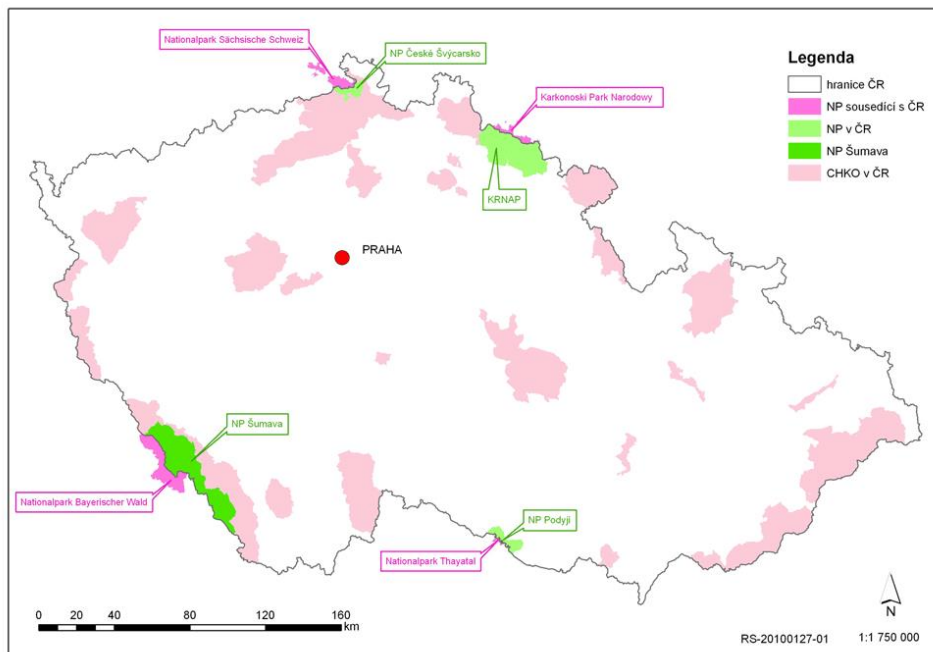 Nationalpark Sächsische Schweiz
NP České Švýcarsko
Karkonoski Park Narodowy
KRNAP
PRAHA
NP Šumava
Nationalpark Bayerischer Wald
NP Podyjí
Nationalpark Thayatal
Legenda
hranice ČR
NP sousedící s ČR
NP v ČR
NP Šumava
CHKO v ČR
0 20 40 80 120 160
km
N
RS-20100127-01 1:1 750 000